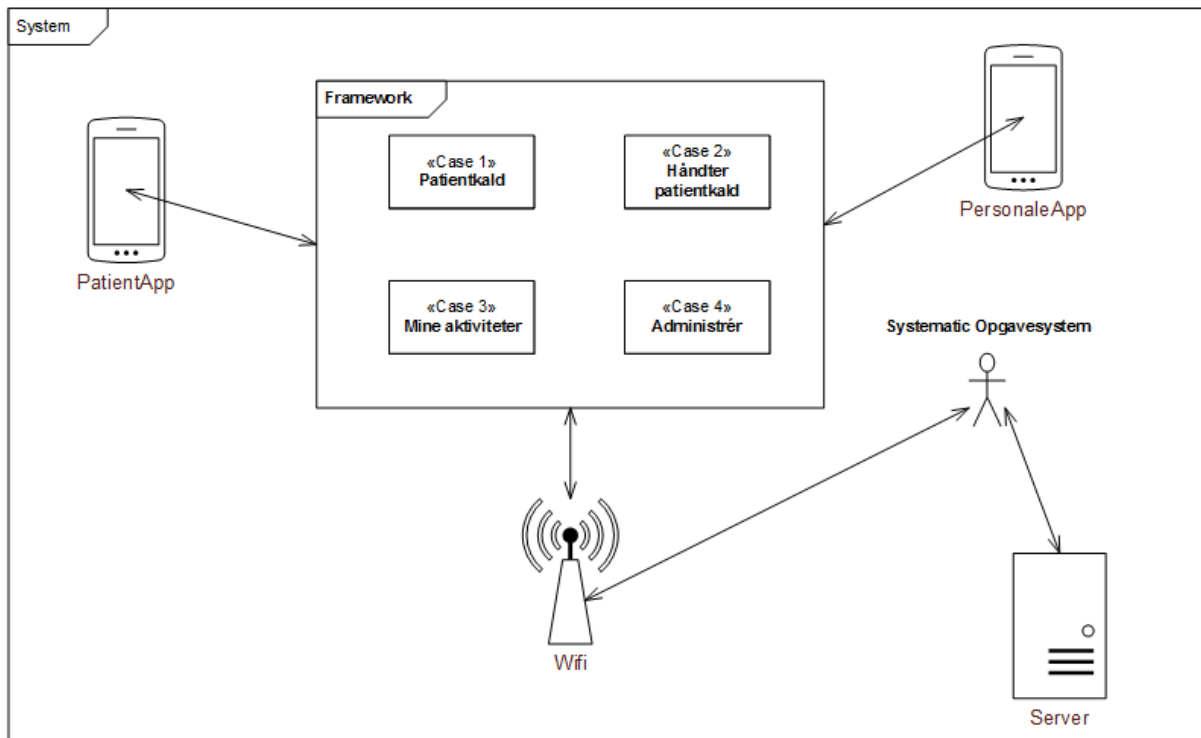 System
Framework
«Case 1»
Patientkald
«Case 2»
Håndter
patientkald
PersonaleApp
PatientApp
«Case 3»
Mine aktiviteter
«Case 4»
Administrér
Systematic Opgavesystem
Wifi
Server